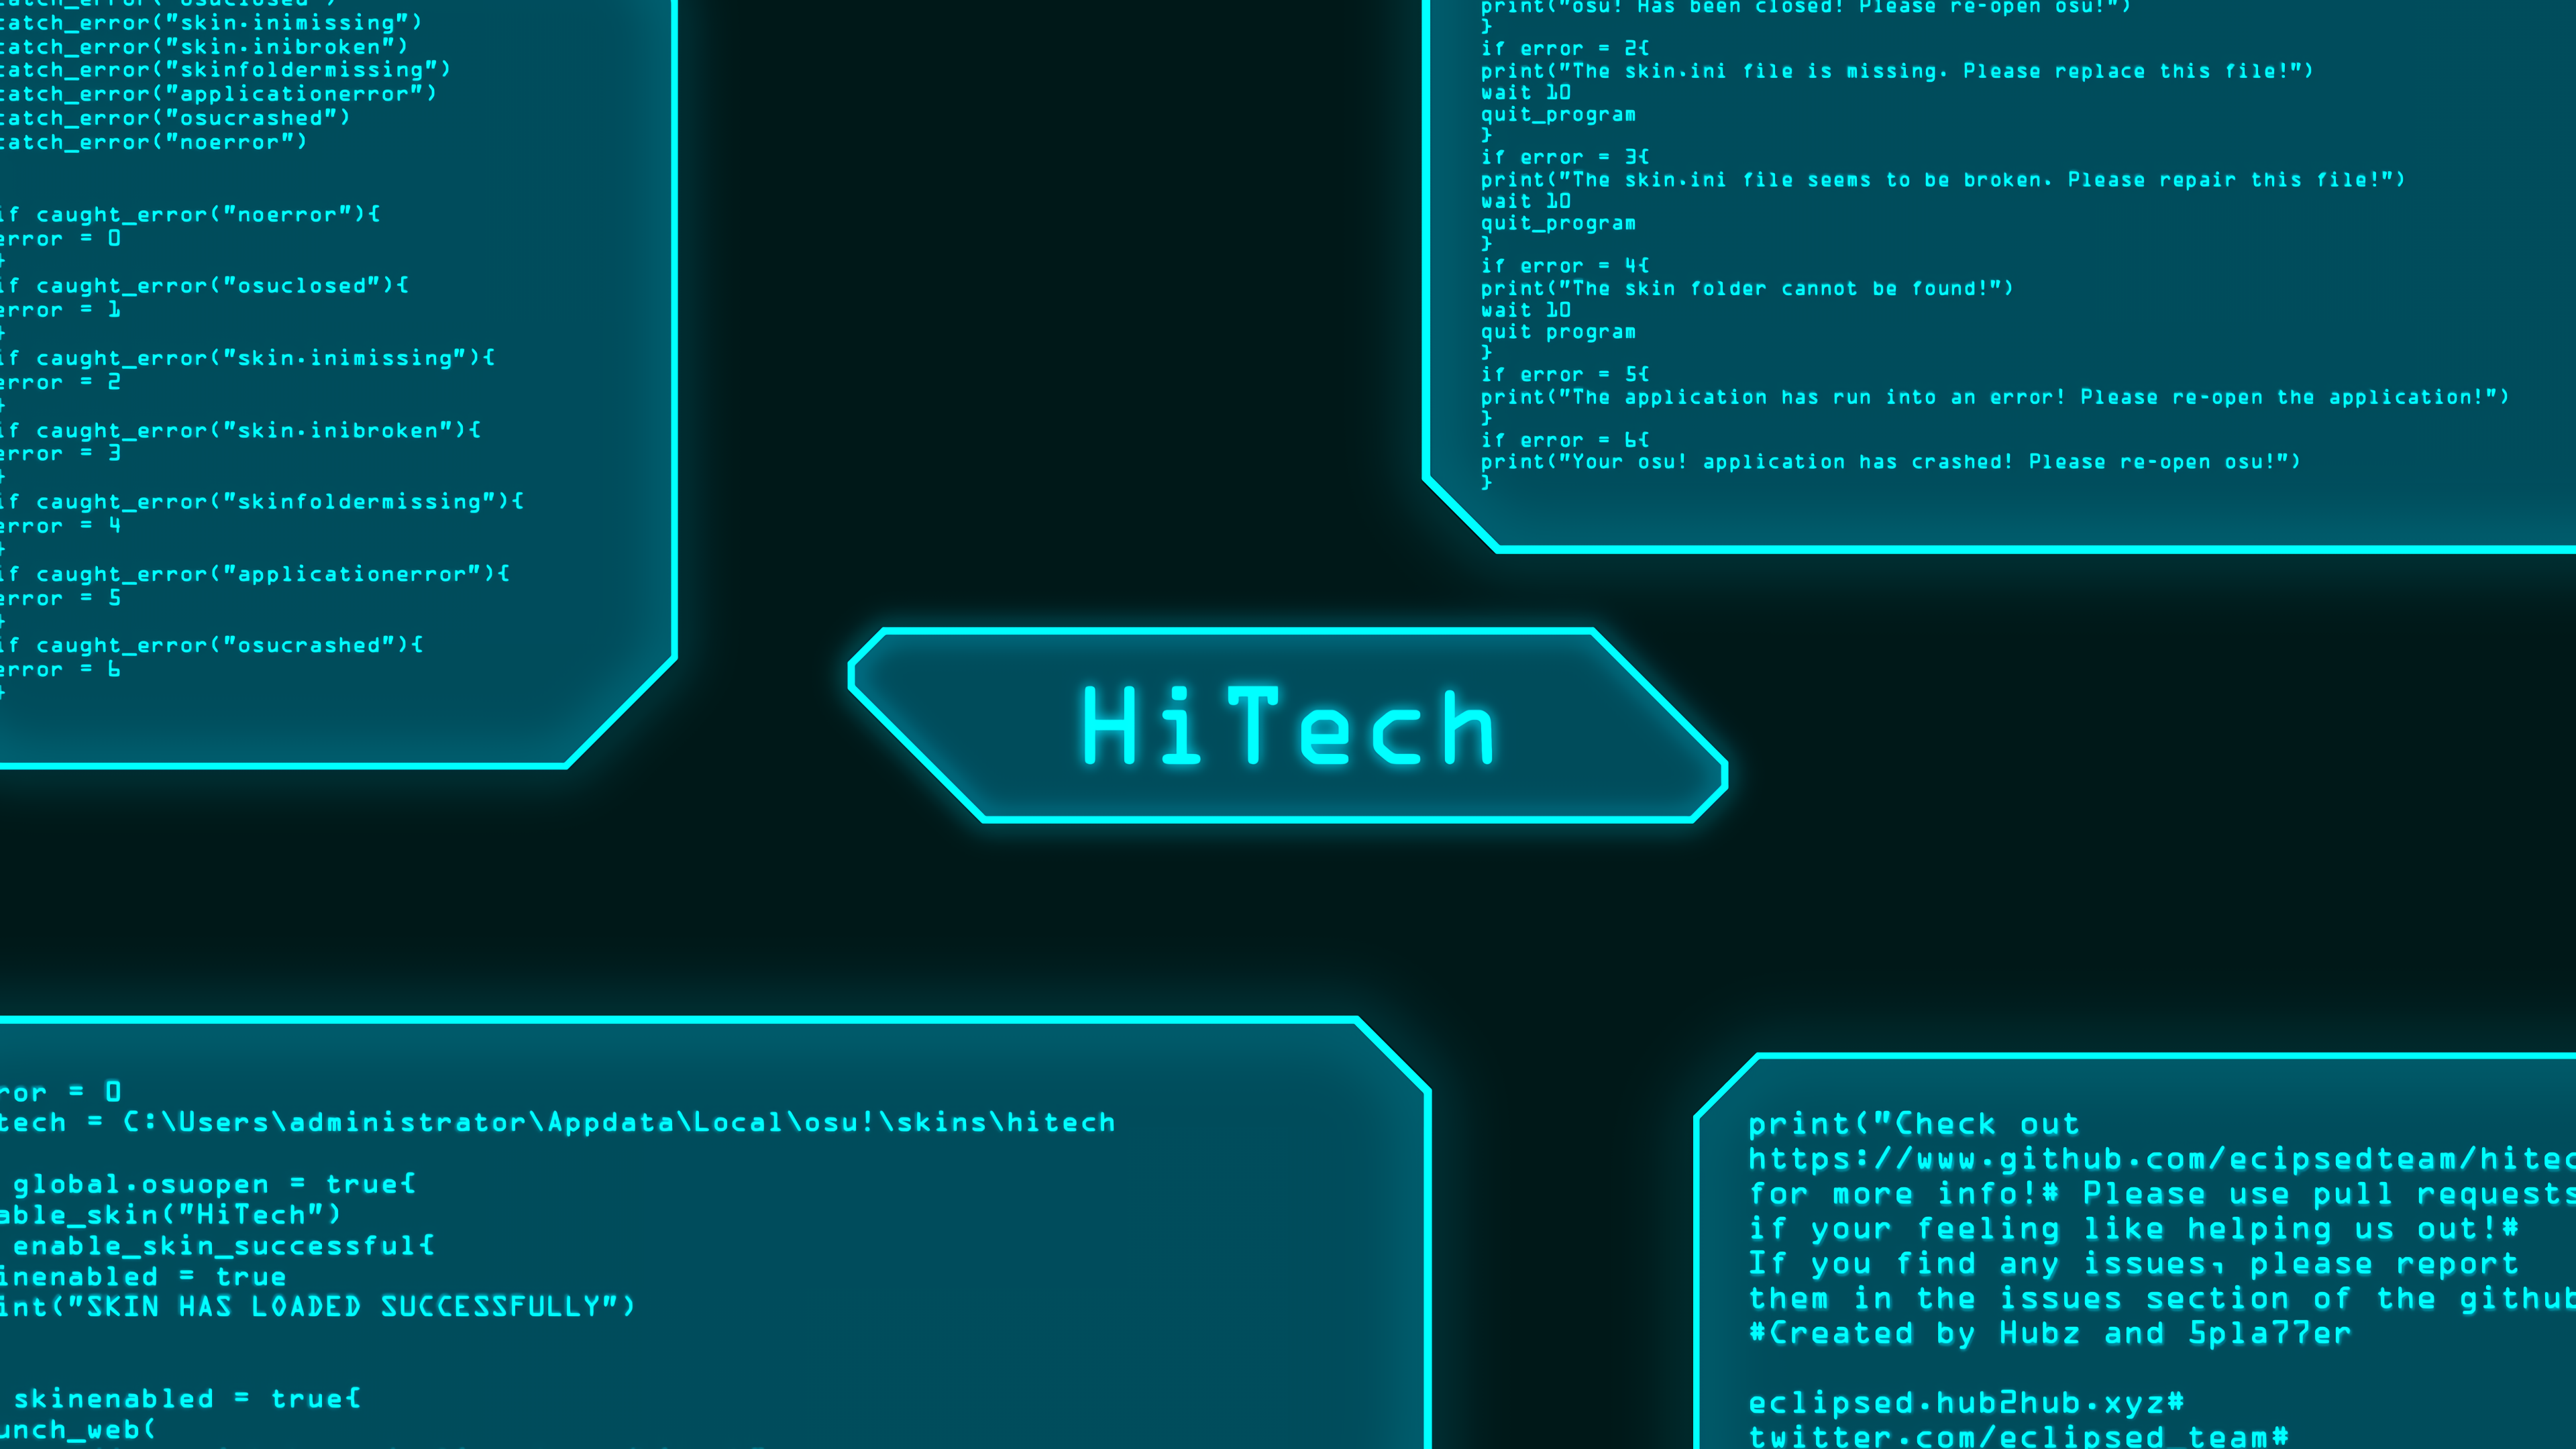 catch_error("osuclosed")
catch_error("skin.inimissing")
catch_error("skin.inibroken")
catch_error("skinfoldermissing")
catch_error("applicationerror")
catch_error("osucrashed")
catch_error("noerror")
if caught_error("noerror"){
error = 0
}
if caught_error("osuclosed"){
error = 1
}
if caught_error("skin.inimissing"){
error = 2
}
if caught_error("skin.inibroken"){
error = 3
}
if caught_error("skinfoldermissing"){
error = 4
}
if caught_error("applicationerror"){
error = 5
}
if caught_error("osucrashed"){
error = 6
}
print("osu! Has been closed! Please re-open osu!")
}
if error = 2{
print("The skin.ini file is missing. Please replace this file!")
wait 10
quit_program
}
if error = 3{
print("The skin.ini file seems to be broken. Please repair this file!")
wait 10
quit_program
}
if error = 4{
print("The skin folder cannot be found!")
wait 10
quit program
}
if error = 5{
print("The application has run into an error! Please re-open the application!")
}
if error = 6{
print("Your osu! application has crashed! Please re-open osu!")
}
HiTech
ror = 0
tech = C:\Users\administrator\Appdata\Local\osu!\skins\hitech
global.osuopen = true{
able_skin("HiTech")
enable_skin_successful{
inenabled = true
int("SKIN HAS LOADED SUCCESSFULLY")
skinenabled = true{
unch_web(
print("Check out
https://www.github.com/ecipsedteam/hitec
for more info!# Please use pull requests
if your feeling like helping us out!#
If you find any issues, please report
them in the issues section of the github
#Created by Hubz and 5pla77er
eclipsed.hub2hub.xyz#
twitter.com/eclipsed_team#